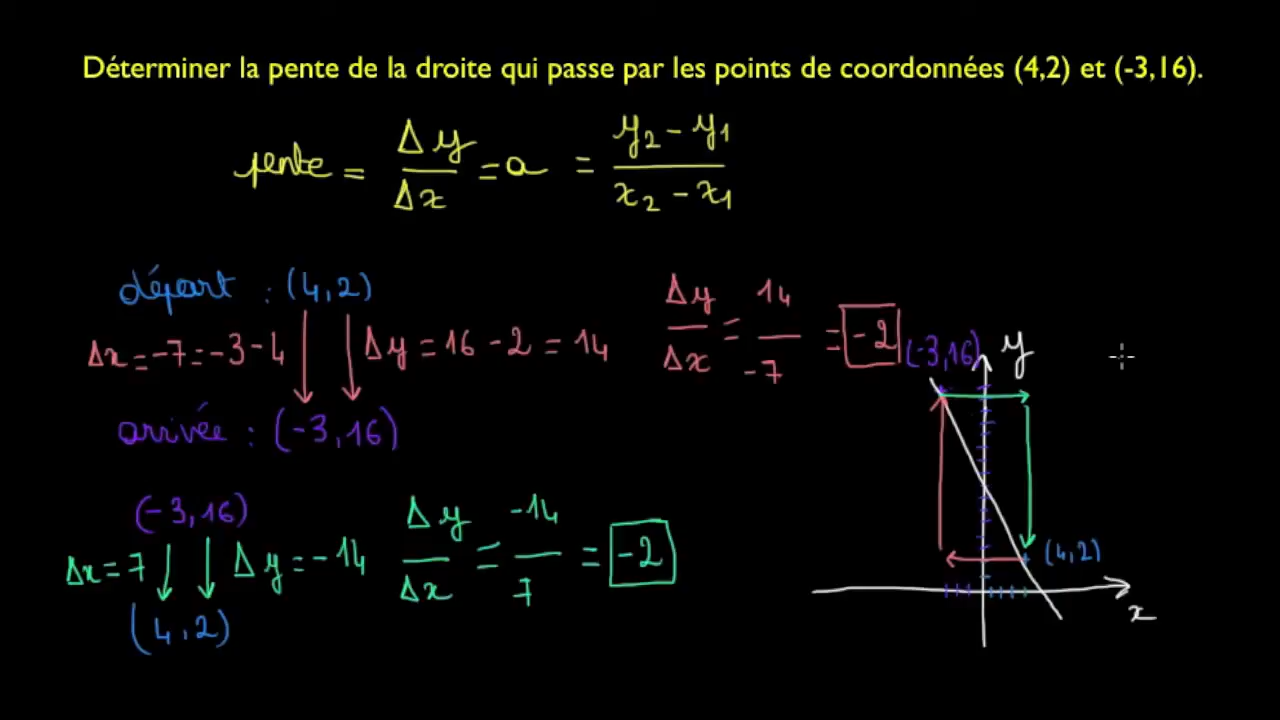 Déterminer la pente de la droite qui passe par les points de coordonnées (4,2) et (-3,16).
pente = Δy/Δx = a = y₂ - y₁/x₂ - x₁
départ : (4,2)
Δx = -7 = -3 - 4
Δy = 16 - 2 = 14
arrivée : (-3,16)
Δy/Δx = 14/-7 = -2
(-3,16)
Δx = 7
Δy = -14
(4,2)
Δy/Δx = -14/7 = -2
(-3,16)
y
(4,2)
x